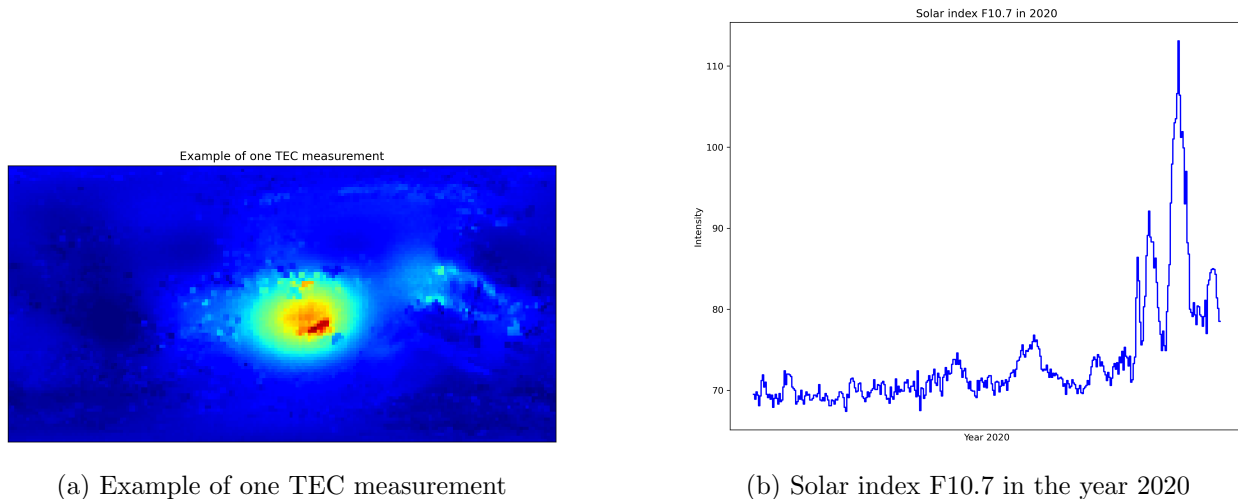 Example of one TEC measurement
Solar index F10.7 in 2020
Intensity
110
100
90
80
70
Year 2020
(a) Example of one TEC measurement
(b) Solar index F10.7 in the year 2020